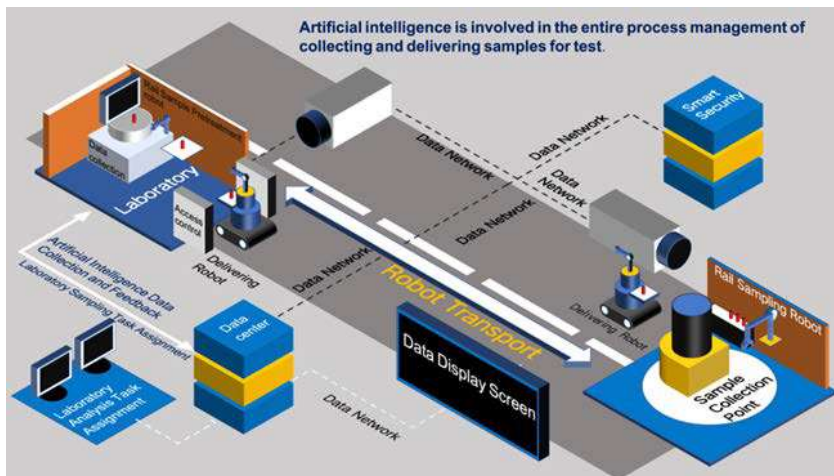 Artificial intelligence is involved in the entire process management of
collecting and delivering samples for test.
Rail Sample Pretreatment
robot
Data
collection
Laboratory
Access
control
Delivering
Robot
Data Network
Data Network
Data
Network
Smart
Security
Data Network
Data Network
Robot Transport
Delivering Robot
Rail Sampling Robot
Sample
Collection
Point
Artificial Intelligence Data
Collection and Feedback
Laboratory Sampling Task Assignment
Data
center
Data Display Screen
Laboratory
Analysis Task
Assignment
Data Network